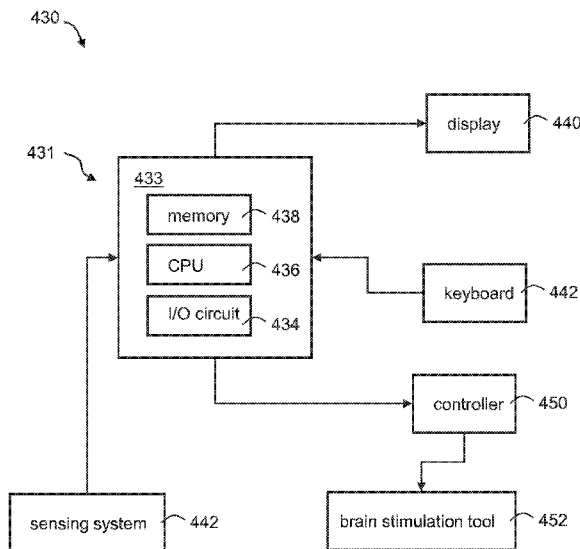 430
display
440
431
433
memory
438
CPU
436
I/O circuit
434
keyboard
442
controller
450
sensing system
442
brain stimulation tool
452